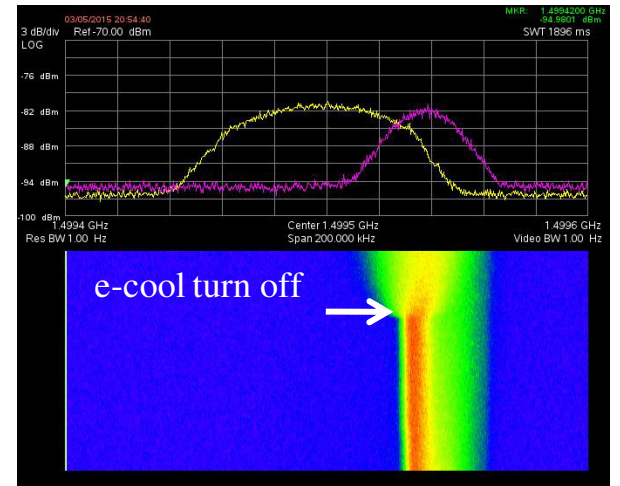 MKR: 1.4994200 GHz
03/05/2015 20:54:40 -94.9801 dBm
3 dB/div Ref-70.00 dBm SWT 1896 ms
LOG
-76 dBm
-82 dBm
-88 dBm
-94 dBm
-100 dBm
1.4994 GHz Center 1.4995 GHz 1.4996 GHz
Res BW 1.00 Hz Span 200.000 kHz Video BW 1.00 Hz
e-cool turn off